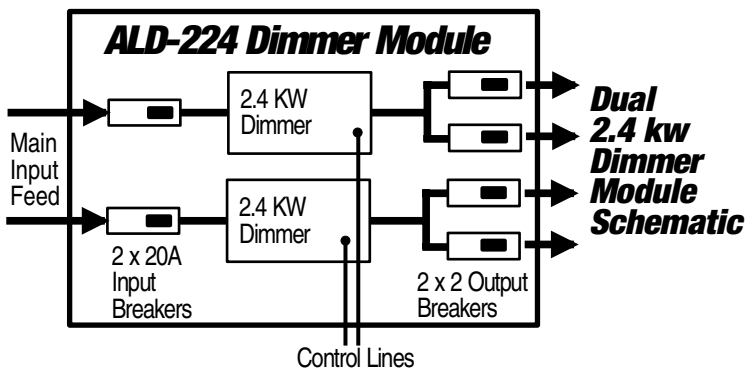 ALD-224 Dimmer Module
Main
Input
Feed
2.4 KW
Dimmer
2.4 KW
Dimmer
2 x 20A
Input
Breakers
2 x 2 Output
Breakers
Control Lines
Dual
2.4 kw
Dimmer
Module
Schematic